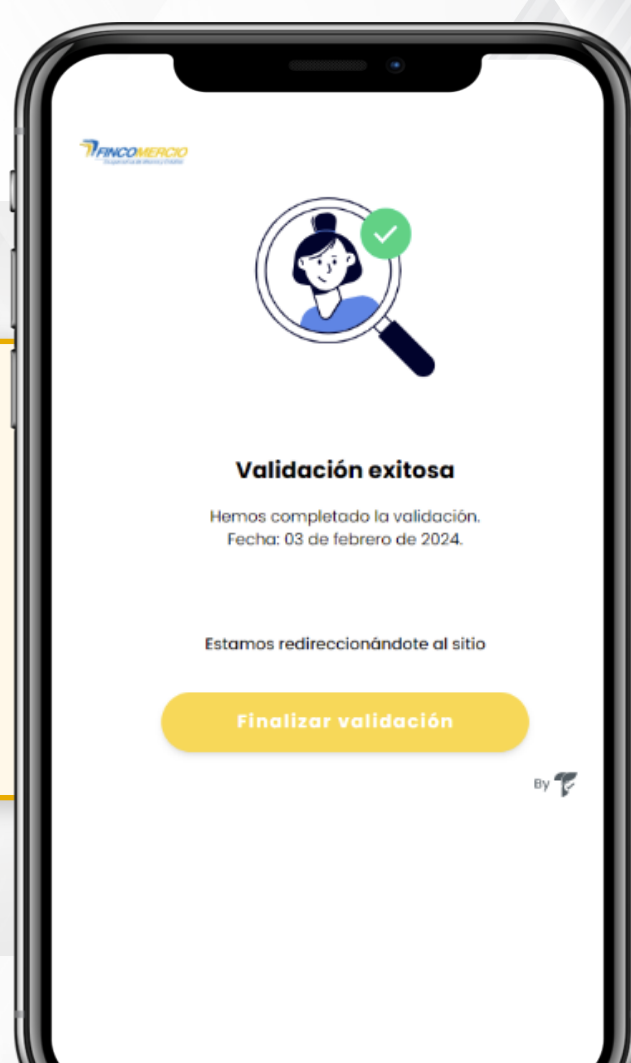 FINCOMERCIO
Validación exitosa
Hemos completado la validación.
Fecha: 03 de febrero de 2024.
Estamos redireccionándote al sitio
Finalizar validación
By